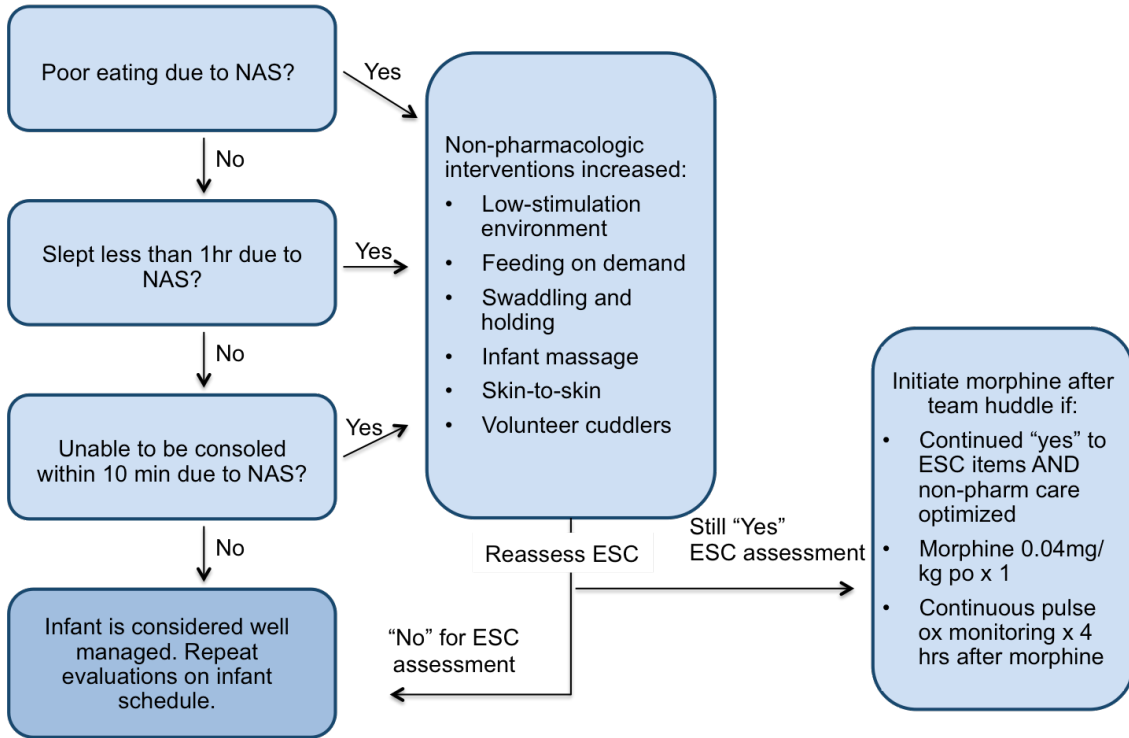 Poor eating due to NAS?
Yes
No
Slept less than 1hr due to
NAS?
Yes
No
Unable to be consoled
within 10 min due to NAS?
Yes
No
Infant is considered well
managed. Repeat
evaluations on infant
schedule.
Non-pharmacologic
interventions increased:
• Low-stimulation
environment
• Feeding on demand
• Swaddling and
holding
• Infant massage
• Skin-to-skin
• Volunteer cuddlers
Reassess ESC
"No" for ESC
assessment
Still "Yes"
ESC assessment
Initiate morphine after
team huddle if:
• Continued "yes" to
ESC items AND
non-pharm care
optimized
• Morphine 0.04mg/
kg po x 1
• Continuous pulse
ox monitoring x 4
hrs after morphine